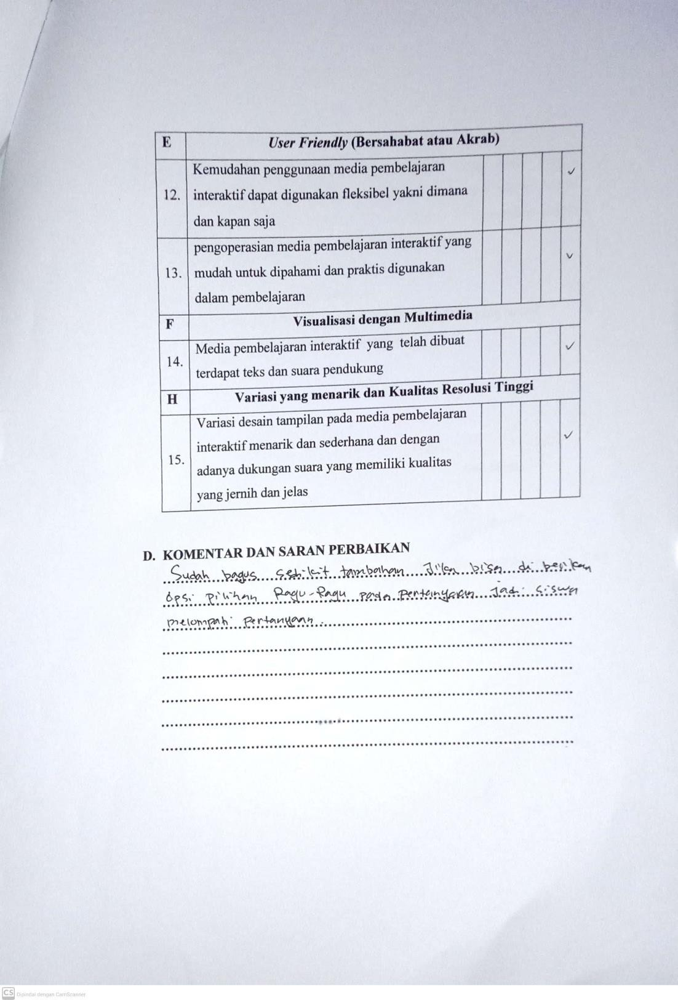 E
User Friendly (Bersahabat atau Akrab)
12.
Kemudahan penggunaan media pembelajaran
interaktif dapat digunakan fleksibel yakni dimana
dan kapan saja
✓
13.
pengoperasian media pembelajaran interaktif yang
mudah untuk dipahami dan praktis digunakan
dalam pembelajaran
✓
F
Visualisasi dengan Multimedia
14.
Media pembelajaran interaktif yang telah dibuat
terdapat teks dan suara pendukung
✓
H
Variasi yang menarik dan Kualitas Resolusi Tinggi
15.
Variasi desain tampilan pada media pembelajaran
interaktif menarik dan sederhana dan dengan
adanya dukungan suara yang memiliki kualitas
yang jernih dan jelas
✓
D. KOMENTAR DAN SARAN PERBAIKAN
Sudah bagus sedikit tambahan Jika bisa di berikan
opsi pilihan Ragu-Ragu pada pertanyaan jadi siswa
melompati pertanyaan.
CS Dipindai dengan CamScanner